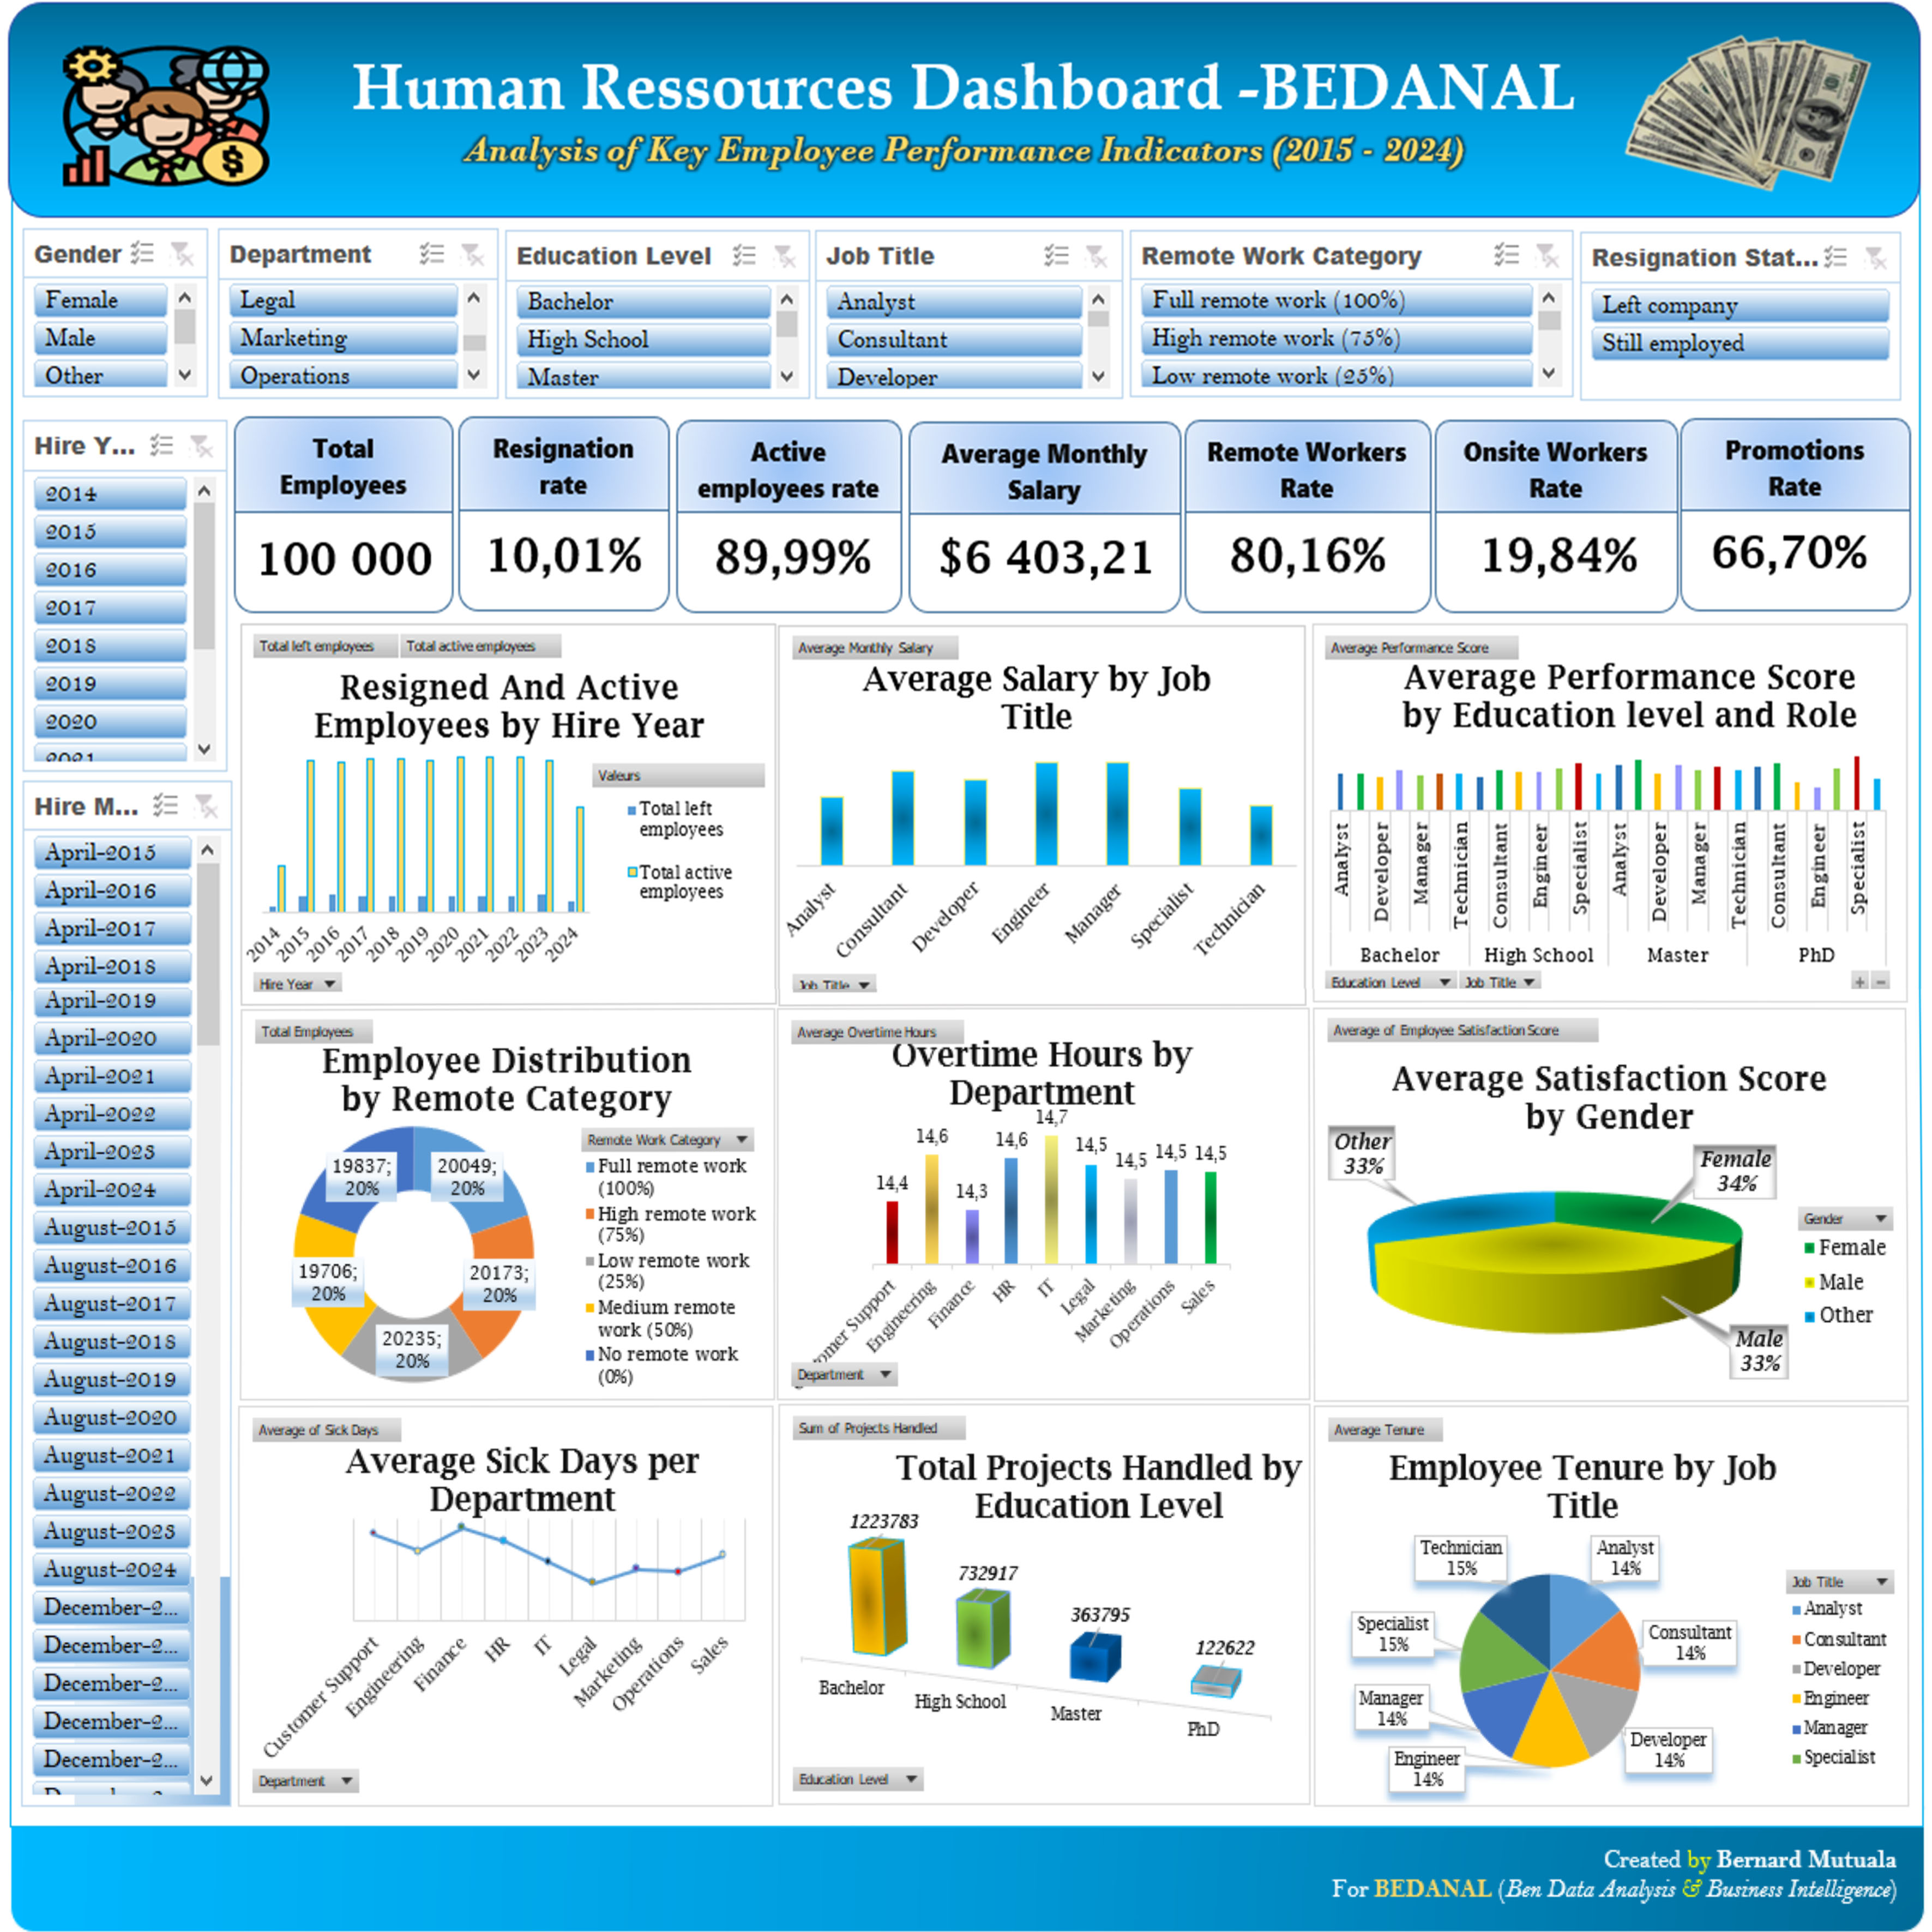 Human Ressources Dashboard -BEDANAL
Analysis of Key Employee Performance Indicators (2015 - 2024)
Gender
Female
Male
Other
Department
Legal
Marketing
Operations
Education Level
Bachelor
High School
Master
Job Title
Analyst
Consultant
Developer
Remote Work Category
Full remote work (100%)
High remote work (75%)
Low remote work (25%)
Resignation Stat...
Left company
Still employed
Hire Y...
2014
2015
2016
2017
2018
2019
2020
2021
Total
Employees
100 000
Resignation
rate
10,01%
Active
employees rate
89,99%
Average Monthly
Salary
$6 403,21
Remote Workers
Rate
80,16%
Onsite Workers
Rate
19,84%
Promotions
Rate
66,70%
Hire M...
April-2015
April-2016
April-2017
April-2018
April-2019
April-2020
April-2021
April-2022
April-2023
April-2024
August-2015
August-2016
August-2017
August-2018
August-2019
August-2020
August-2021
August-2022
August-2023
August-2024
December-2...
December-2...
December-2...
December-2...
December-2...
Total left employees
Total active employees
Resigned And Active
Employees by Hire Year
Valeurs
Total left
employees
Total active
employees
2014
2015
2016
2017
2018
2019
2020
2021
2022
2023
2024
Hire Year
Average Monthly Salary
Average Salary by Job
Title
Analyst
Consultant
Developer
Engineer
Manager
Specialist
Technician
Job Title
Average Performance Score
Average Performance Score
by Education level and Role
Analyst
Developer
Manager
Technician
Consultant
Engineer
Specialist
Analyst
Developer
Manager
Technician
Consultant
Engineer
Specialist
Bachelor
High School
Master
PhD
Education Level
Job Title
+ -
Total Employees
Employee Distribution
by Remote Category
19837;
20%
20049;
20%
19706;
20%
20173;
20%
20235;
20%
Remote Work Category
Full remote work
(100%)
High remote work
(75%)
Low remote work
(25%)
Medium remote
work (50%)
No remote work
(0%)
Average Overtime Hours
Overtime Hours by
Department
14,4
14,6
14,3
14,6
14,7
14,5
14,5
14,5
14,5
omer Support
Engineering
Finance
HR
IT
Legal
Marketing
Operations
Sales
Department
Average of Employee Satisfaction Score
Average Satisfaction Score
by Gender
Other
33%
Female
34%
Male
33%
Gender
Female
Male
Other
Average of Sick Days
Average Sick Days per
Department
Customer Support
Engineering
Finance
HR
IT
Legal
Marketing
Operations
Sales
Department
Sum of Projects Handled
Total Projects Handled by
Education Level
1223783
732917
363795
122622
Bachelor
High School
Master
PhD
Education Level
Average Tenure
Employee Tenure by Job
Title
Technician
15%
Analyst
14%
Specialist
15%
Consultant
14%
Manager
14%
Developer
14%
Engineer
14%
Job Title
Analyst
Consultant
Developer
Engineer
Manager
Specialist
Created by Bernard Mutuala
For BEDANAL (Ben Data Analysis & Business Intelligence)